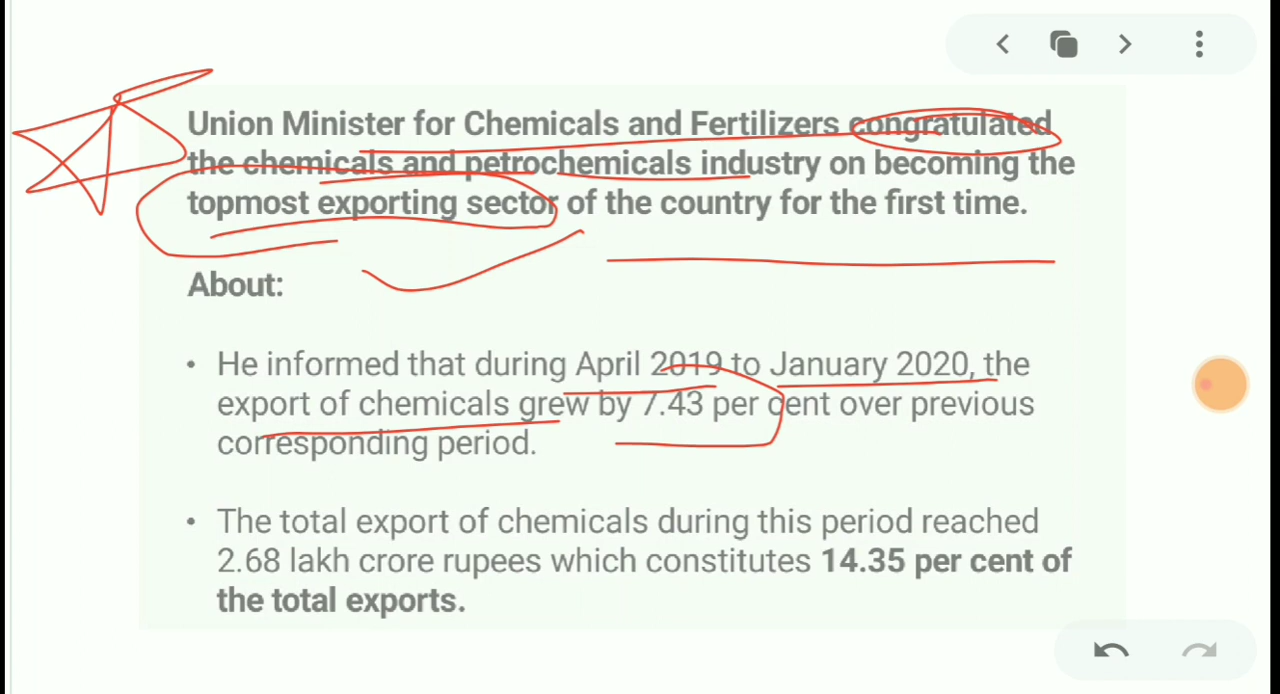 Union Minister for Chemicals and Fertilizers congratulated
the chemicals and petrochemicals industry on becoming the
topmost exporting sector of the country for the first time.
About:
• He informed that during April 2019 to January 2020, the
export of chemicals grew by 7.43 per cent over previous
corresponding period.
• The total export of chemicals during this period reached
2.68 lakh crore rupees which constitutes 14.35 per cent of
the total exports.